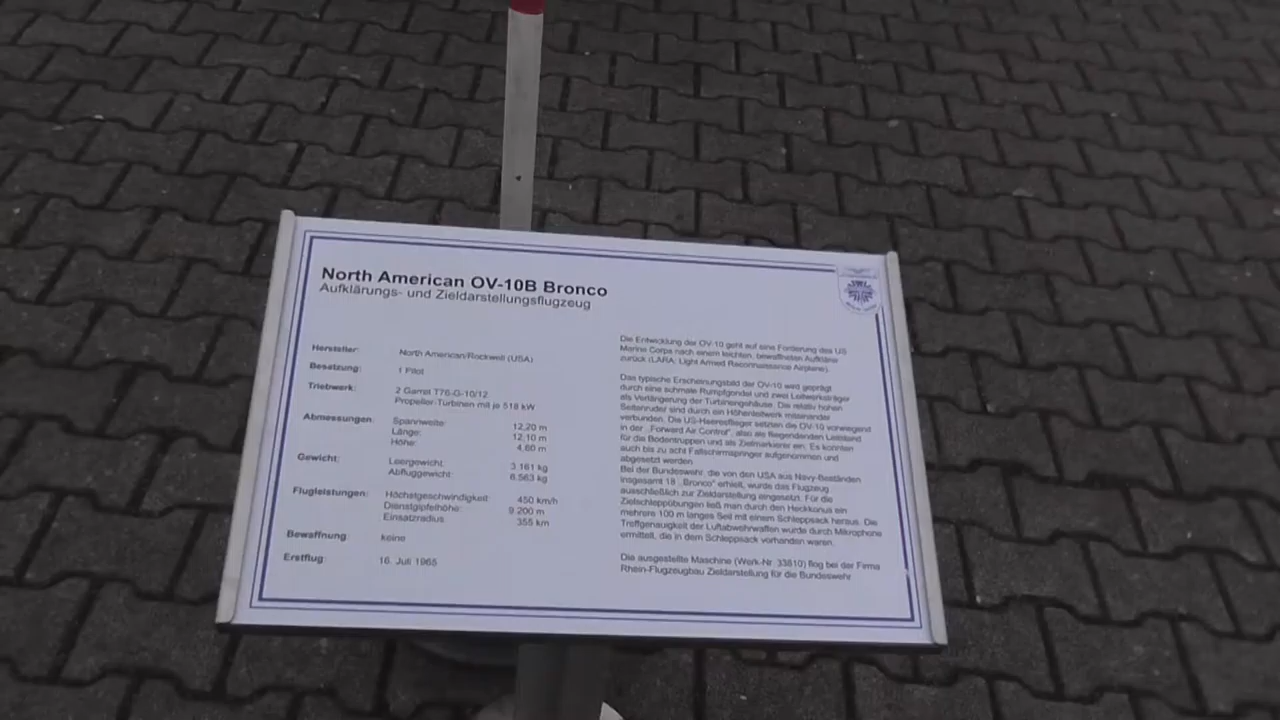 North American OV-10B Bronco
Aufklärungs- und Zieldarstellungsflugzeug
Hersteller: North American/Rockwell (USA)
Besatzung: 1 Pilot
Triebwerk: 2 Garret T76-G-10/12
Propeller-Turbinen mit je 518 kW
Abmessungen: Spannweite: 12,20 m
Länge: 12,10 m
Höhe: 4,60 m
Gewicht: Leergewicht: 3.161 kg
Abfluggewicht: 6.563 kg
Flugleistungen: Höchstgeschwindigkeit: 450 km/h
Dienstgipfelhöhe: 9.200 m
Einsatzradius: 355 km
Bewaffnung: keine
Erstflug: 16. Juli 1965
Die Entwicklung der OV-10 geht auf eine Forderung des US
Marine Corps nach einem leichten, bewaffneten Aufklärer
zurück (LARA: Light Armed Reconnaissance Airplane).
Das typische Erscheinungsbild der OV-10 wird geprägt
durch eine schmale Rumpfgondel und zwei Leitwerksträger
als Verlängerung der Turbinengehäuse. Die relativ hohen
Seitenruder sind durch ein Höhenleitwerk miteinander
verbunden. Die US-Heeresflieger setzten die OV-10 vorwiegend
in der „Forward Air Control", also als fliegenden Leitstand
für die Bodentruppen und als Zielmarkierer ein. Es konnten
auch bis zu acht Fallschirmspringer aufgenommen und
abgesetzt werden.
Bei der Bundeswehr, die von den USA aus Navy-Beständen
insgesamt 18 „Bronco" erhielt, wurde das Flugzeug
ausschließlich zur Zieldarstellung eingesetzt. Für die
Zielschleppübungen ließ man durch den Heckkonus ein
mehrere 100 m langes Seil mit einem Schleppsack heraus. Die
Treffgenauigkeit der Luftabwehrwaffen wurde durch Mikrophone
ermittelt, die in dem Schleppsack vorhanden waren.
Die ausgestellte Maschine (Werk-Nr. 33810) flog bei der Firma
Rhein-Flugzeugbau Zieldarstellung für die Bundeswehr